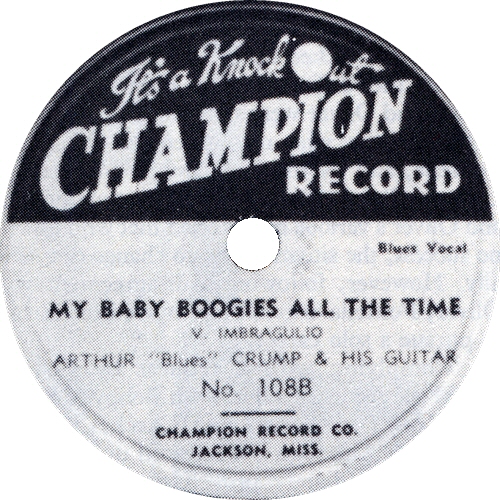 It's a Knock Out
CHAMPION
RECORD
Blues Vocal
MY BABY BOOGIES ALL THE TIME
V. IMBRAGULIO
ARTHUR "Blues" CRUMP & HIS GUITAR
No. 108B
CHAMPION RECORD CO.
JACKSON, MISS.